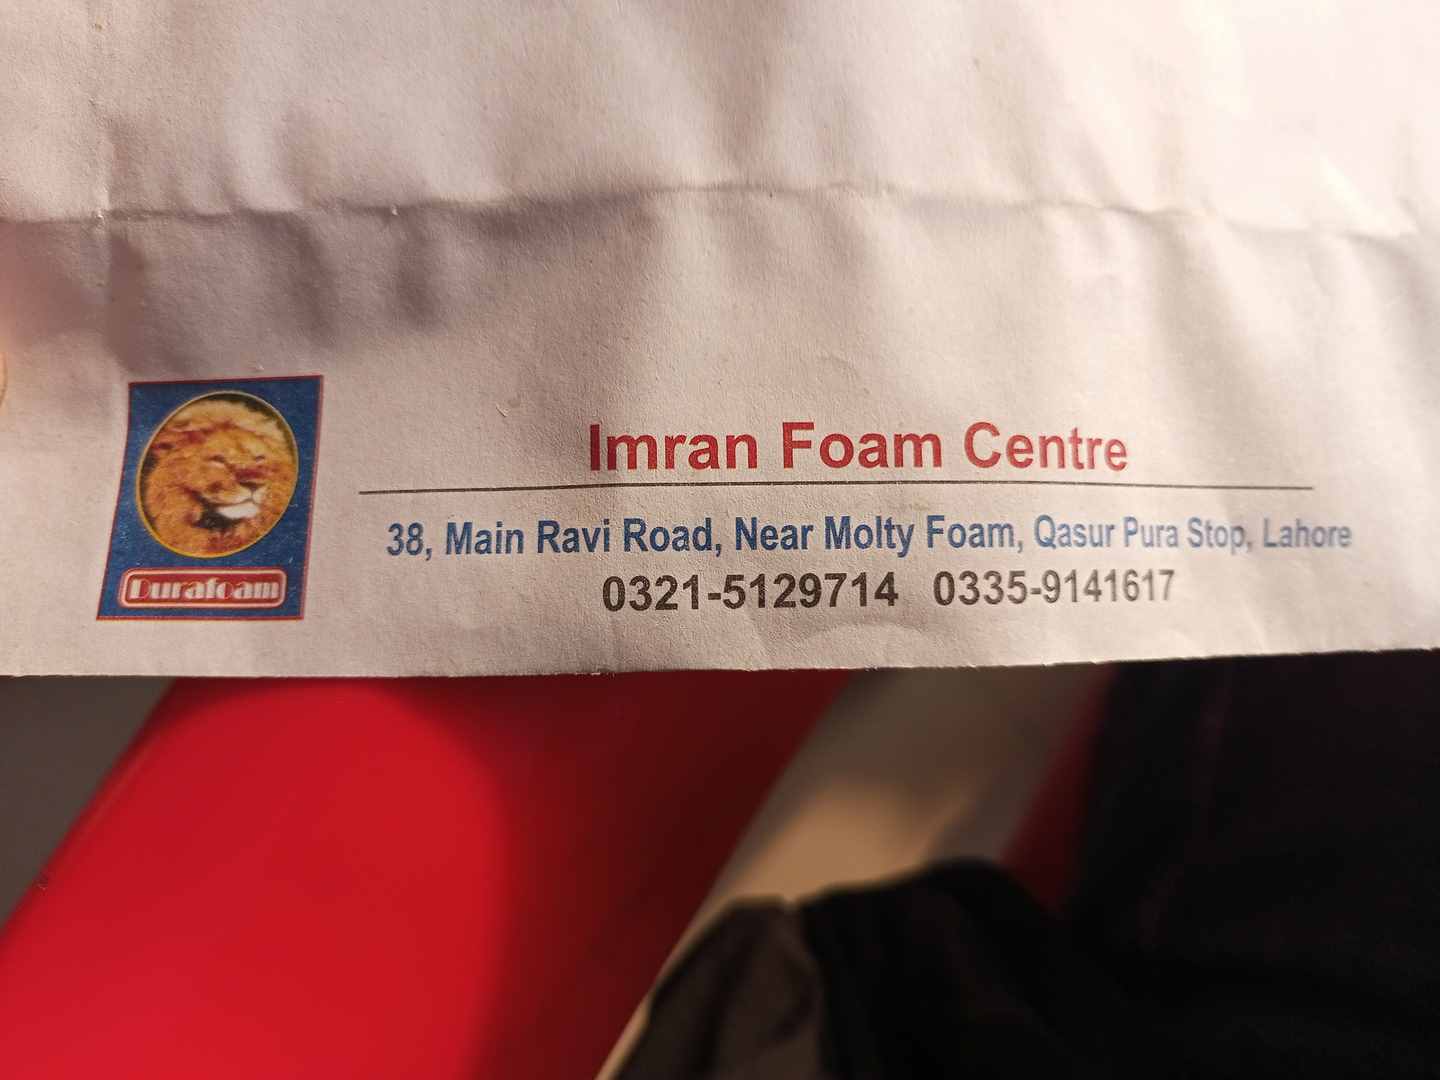 Imran Foam Centre
38, Main Ravi Road, Near Molty Foam, Qasur Pura Stop, Lahore
0321-5129714 0335-9141617
Durafoam